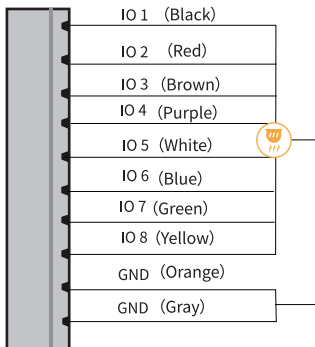 IO 1 (Black)
IO 2 (Red)
IO 3 (Brown)
IO 4 (Purple)
IO 5 (White)
IO 6 (Blue)
IO 7 (Green)
IO 8 (Yellow)
GND (Orange)
GND (Gray)